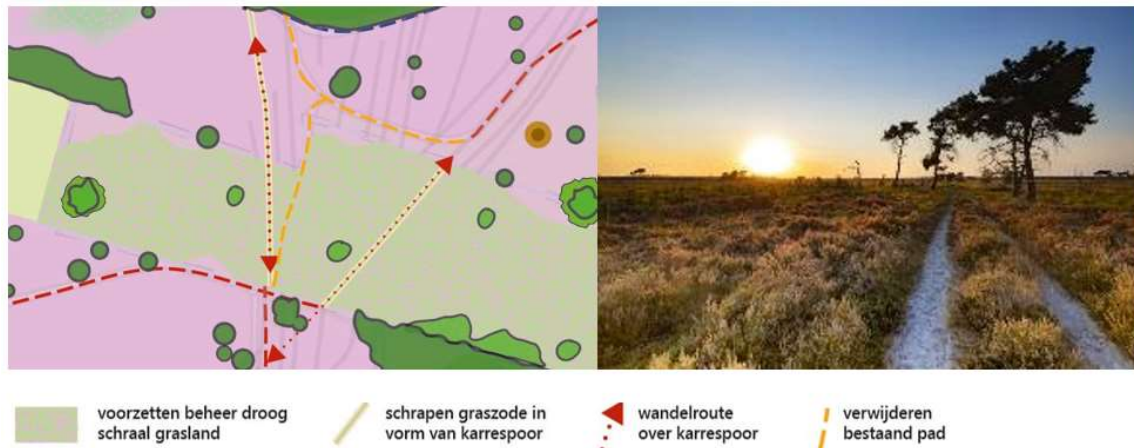 voorzetten beheer droog
schraal grasland
schrapen graszode in
vorm van karrespoor
wandelroute
over karrespoor
verwijderen
bestaand pad